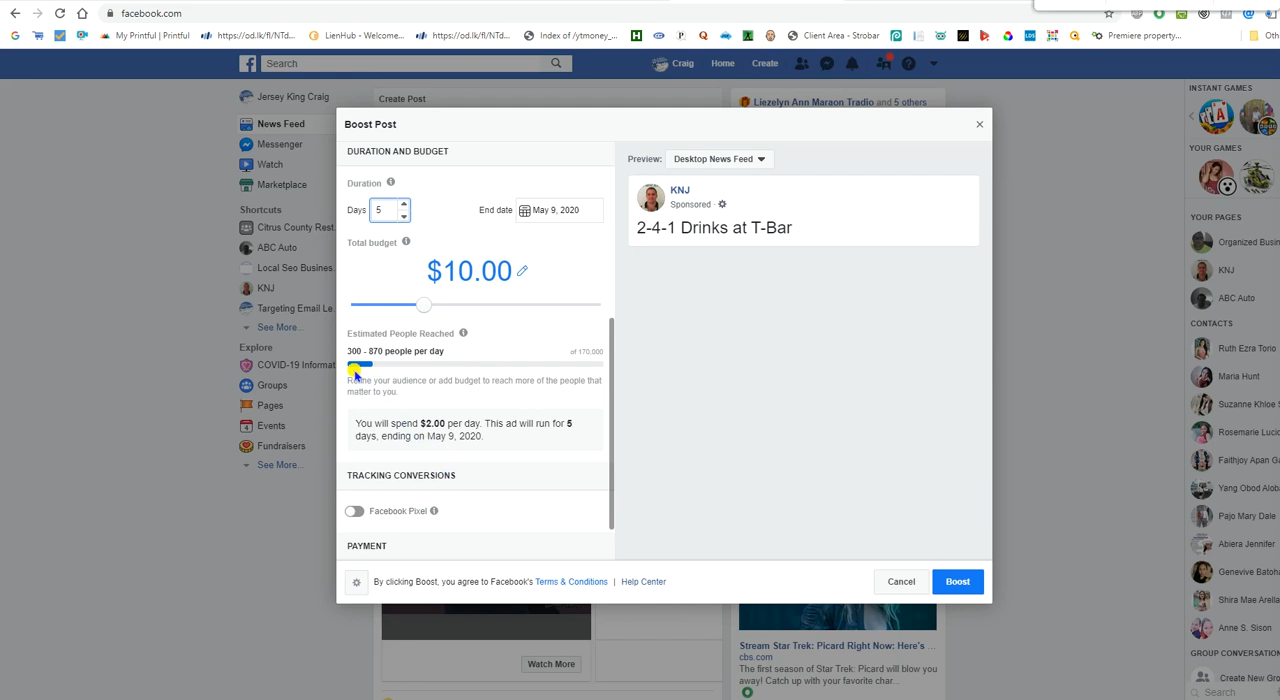 facebook.com
My Printful | Printful
https://od.lk/fl/NTd...
LienHub - Welcome...
https://od.lk/fl/NTd...
Index of /ytmoney_...
Client Area - Strobar
Premiere property...
Oth
Search
Craig
Home
Create
Jersey King Craig
News Feed
Messenger
Watch
Marketplace
Shortcuts
Citrus County Rest.
ABC Auto
Local Seo Busines
KNJ
Targeting Email Le.
See More...
Explore
COVID-19 Informat
Groups
Pages
Events
Fundraisers
See More...
Create Post
Liezelyn Ann Maraon Tradio and 5 others
Boost Post
DURATION AND BUDGET
Duration
Days 5
End date May 9, 2020
Total budget
$10.00
Estimated People Reached
300 - 870 people per day
of 170,000
Refine your audience or add budget to reach more of the people that
matter to you.
You will spend $2.00 per day. This ad will run for 5
days, ending on May 9, 2020.
TRACKING CONVERSIONS
Facebook Pixel
PAYMENT
Preview: Desktop News Feed
KNJ
Sponsored
2-4-1 Drinks at T-Bar
By clicking Boost, you agree to Facebook's Terms & Conditions | Help Center
Cancel
Boost
Watch More
Stream Star Trek: Picard Right Now: Here's ...
cbs.com
The first season of Star Trek: Picard will blow you
away! Catch up with your favorite char...
INSTANT GAMES
YOUR GAMES
YOUR PAGES
Organized Busin
KNJ
ABC Auto
CONTACTS
Ruth Ezra Torio
Maria Hunt
Suzanne Khloe S
Rosemarie Lucio
Faithjoy Apan Ga
Yang Obod Aloba
Pajo Mary Dale
Abiera Jennifer
Genevive Batoha
Shira Mae Arella
Anne S. Sison
GROUP CONVERSATION
Create New Gro
Search